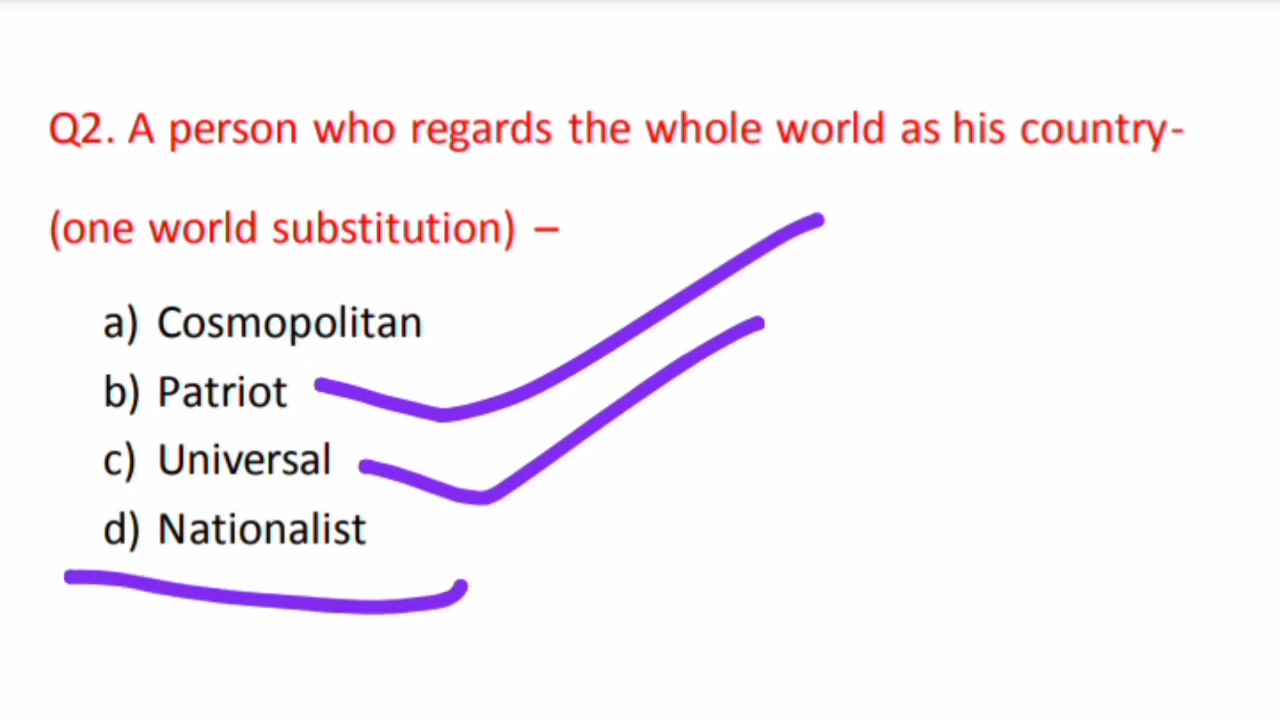 Q2. A person who regards the whole world as his country-
(one world substitution) –
a) Cosmopolitan
b) Patriot
c) Universal
d) Nationalist